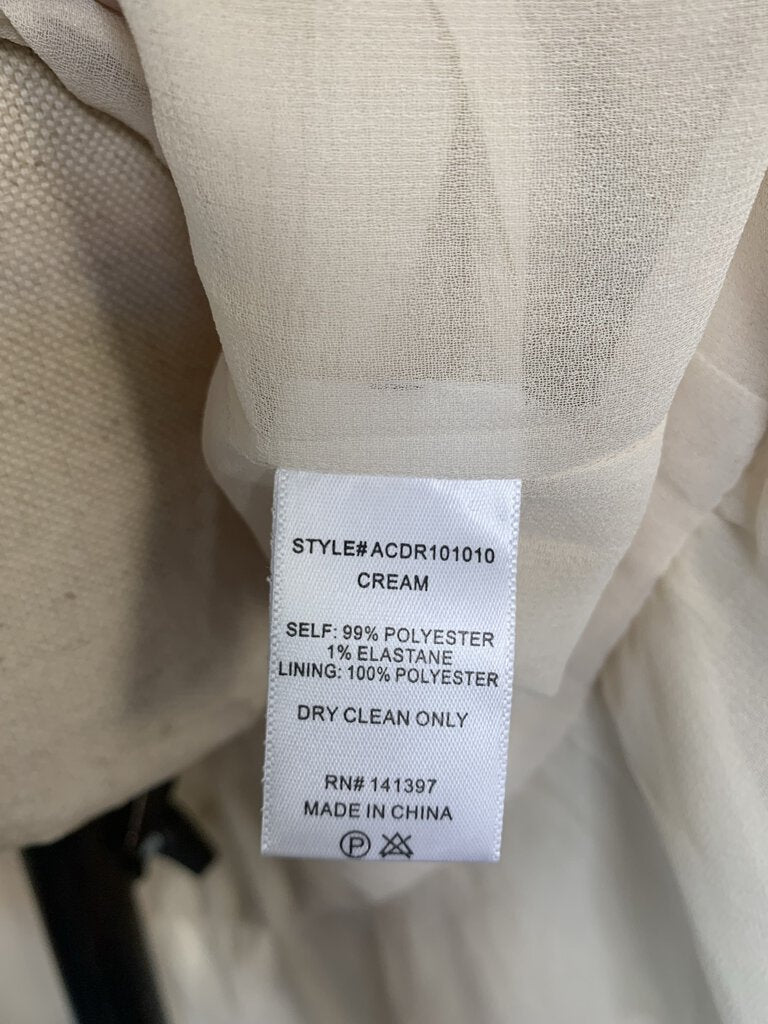 STYLE# ACDR101010
CREAM
SELF: 99% POLYESTER
1% ELASTANE
LINING: 100% POLYESTER
DRY CLEAN ONLY
RN# 141397
MADE IN CHINA
P